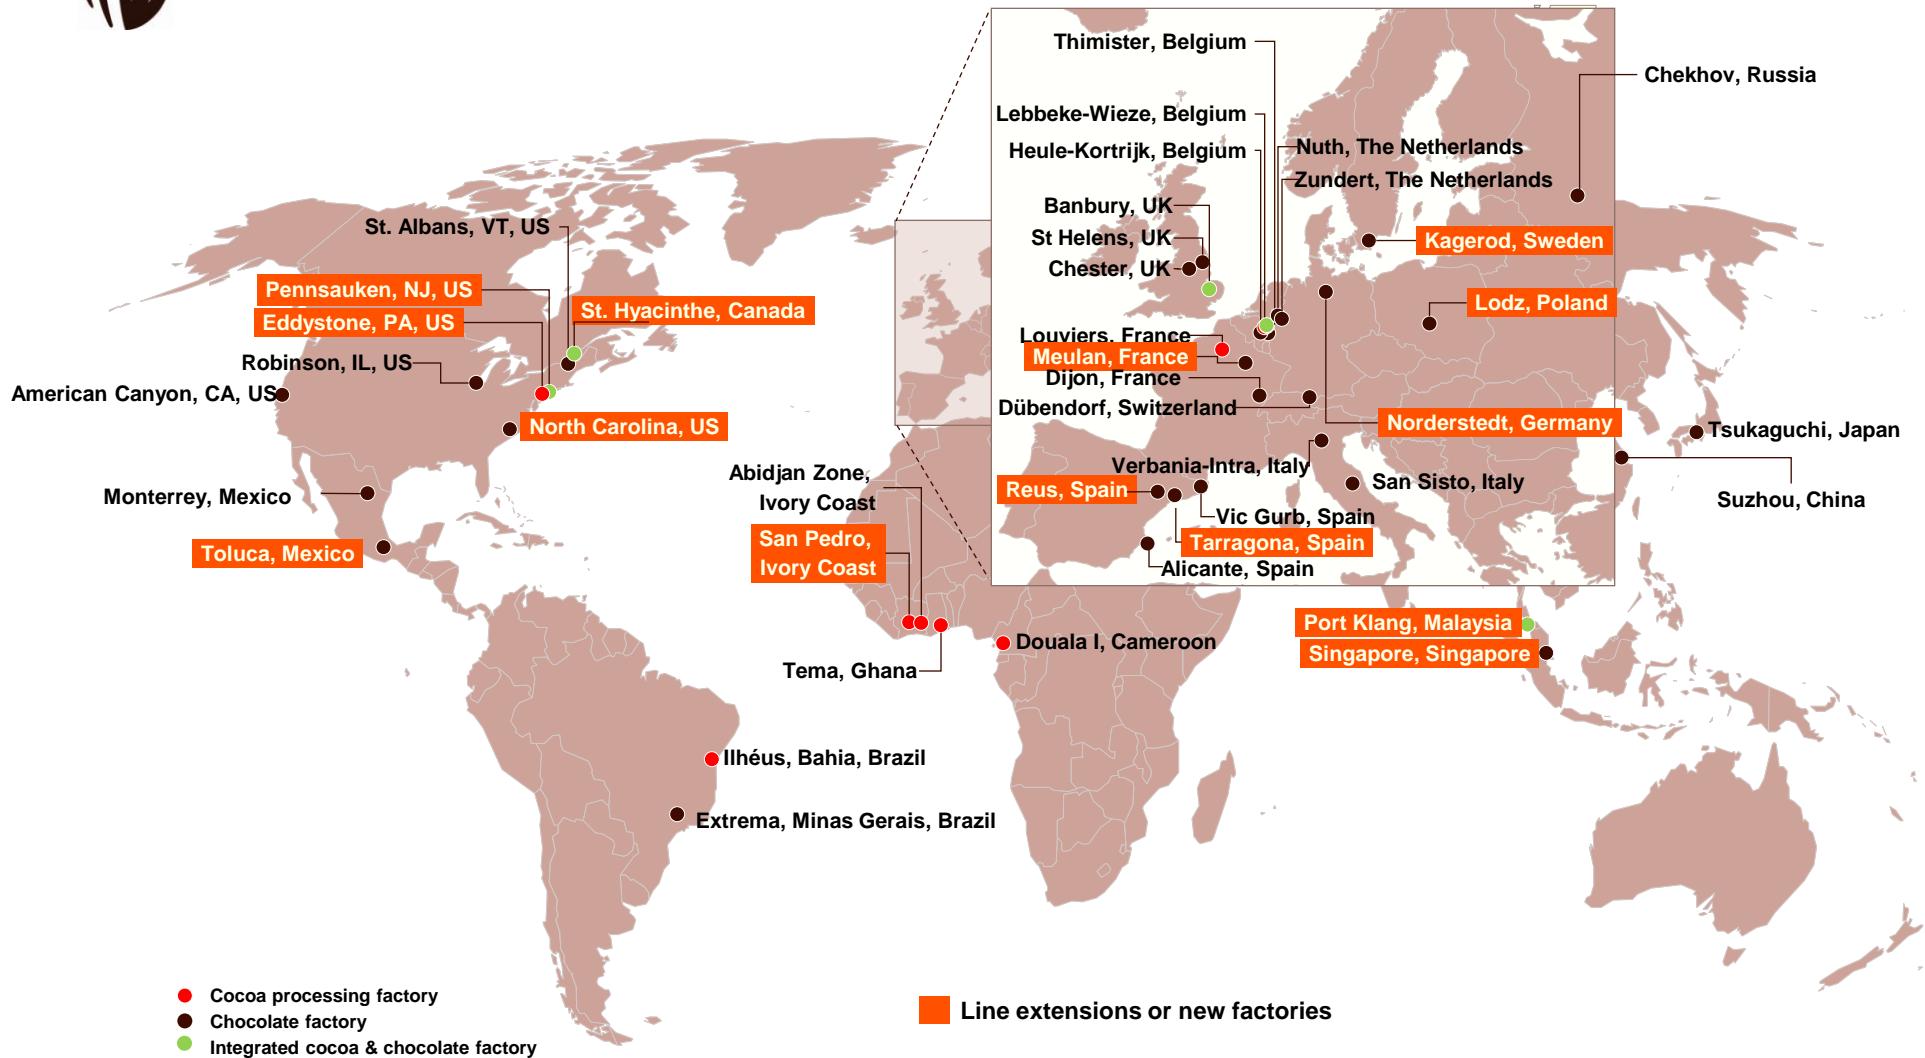 Thimister, Belgium
Chekhov, Russia
Lebbeke-Wieze, Belgium
Heule-Kortrijk, Belgium
Nuth, The Netherlands
Zundert, The Netherlands
Banbury, UK
St Helens, UK
Chester, UK
Kagerod, Sweden
St. Albans, VT, US
Pennsauken, NJ, US
Eddystone, PA, US
St. Hyacinthe, Canada
Lodz, Poland
Louviers, France
Meulan, France
Dijon, France
Dübendorf, Switzerland
Robinson, IL, US
American Canyon, CA, US
North Carolina, US
Norderstedt, Germany
Tsukaguchi, Japan
Verbania-Intra, Italy
San Sisto, Italy
Suzhou, China
Reus, Spain
Vic Gurb, Spain
Tarragona, Spain
Alicante, Spain
Monterrey, Mexico
Toluca, Mexico
Abidjan Zone,
Ivory Coast
San Pedro,
Ivory Coast
Port Klang, Malaysia
Singapore, Singapore
Douala I, Cameroon
Tema, Ghana
Ilhéus, Bahia, Brazil
Extrema, Minas Gerais, Brazil
Cocoa processing factory
Chocolate factory
Integrated cocoa & chocolate factory
Line extensions or new factories